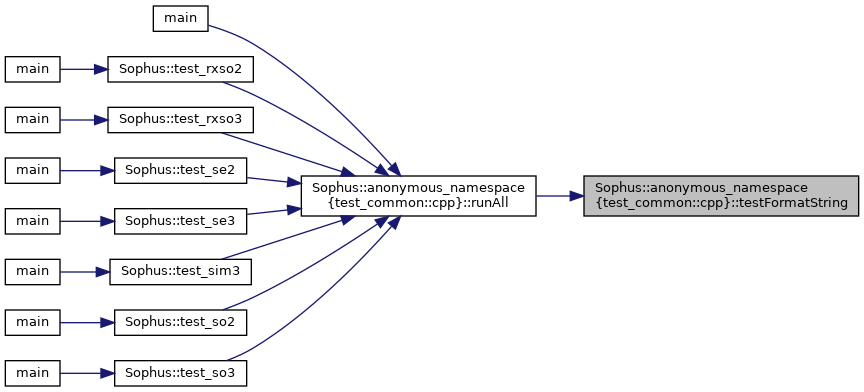 main
main
Sophus::test_rxso2
main
Sophus::test_rxso3
main
Sophus::test_se2
main
Sophus::test_se3
main
Sophus::test_sim3
main
Sophus::test_so2
main
Sophus::test_so3
Sophus::anonymous_namespace
{test_common::cpp}::runAll
Sophus::anonymous_namespace
{test_common::cpp}::testFormatString